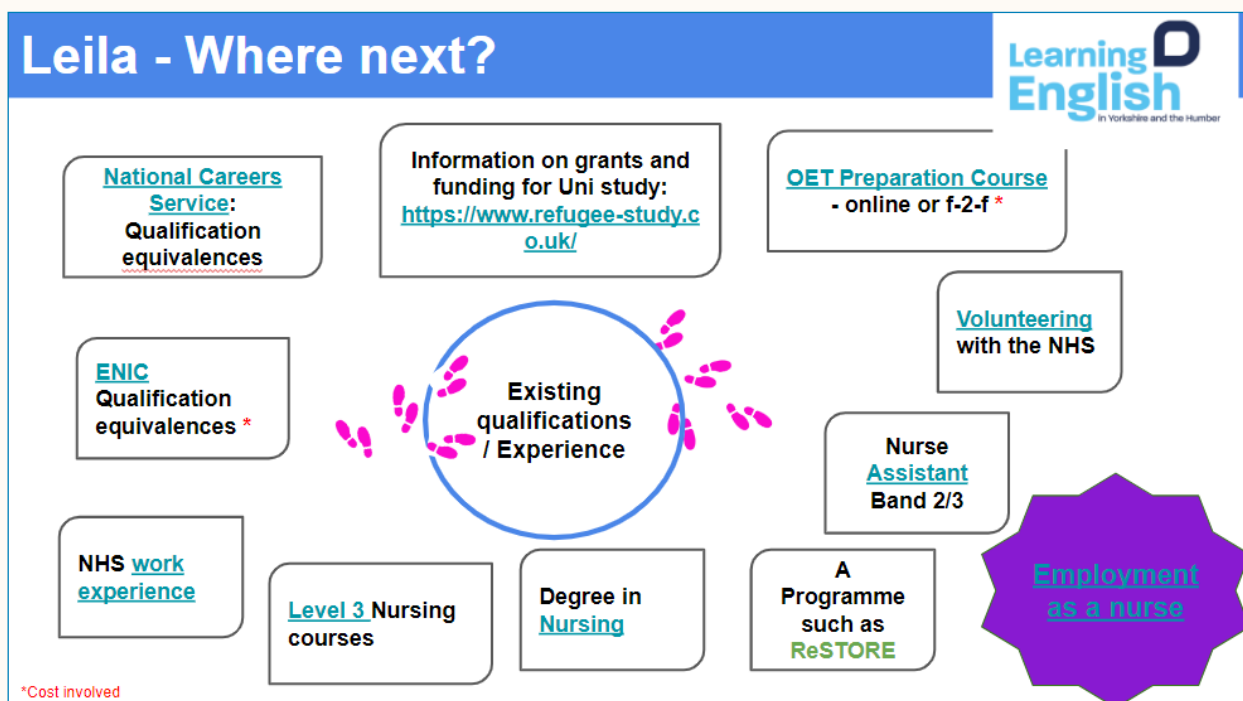 Leila - Where next?
Learning
English
in Yorkshire and the Humber
National Careers
Service:
Qualification
equivalences
Information on grants and
funding for Uni study:
https://www.refugee-study.c
o.uk/
OET Preparation Course
- online or f-2-f *
Volunteering
with the NHS
ENIC
Qualification
equivalences *
Existing
qualifications
/ Experience
Nurse
Assistant
Band 2/3
NHS work
experience
Level 3 Nursing
courses
Degree in
Nursing
A
Programme
such as
ReSTORE
Employment
as a nurse
*Cost involved